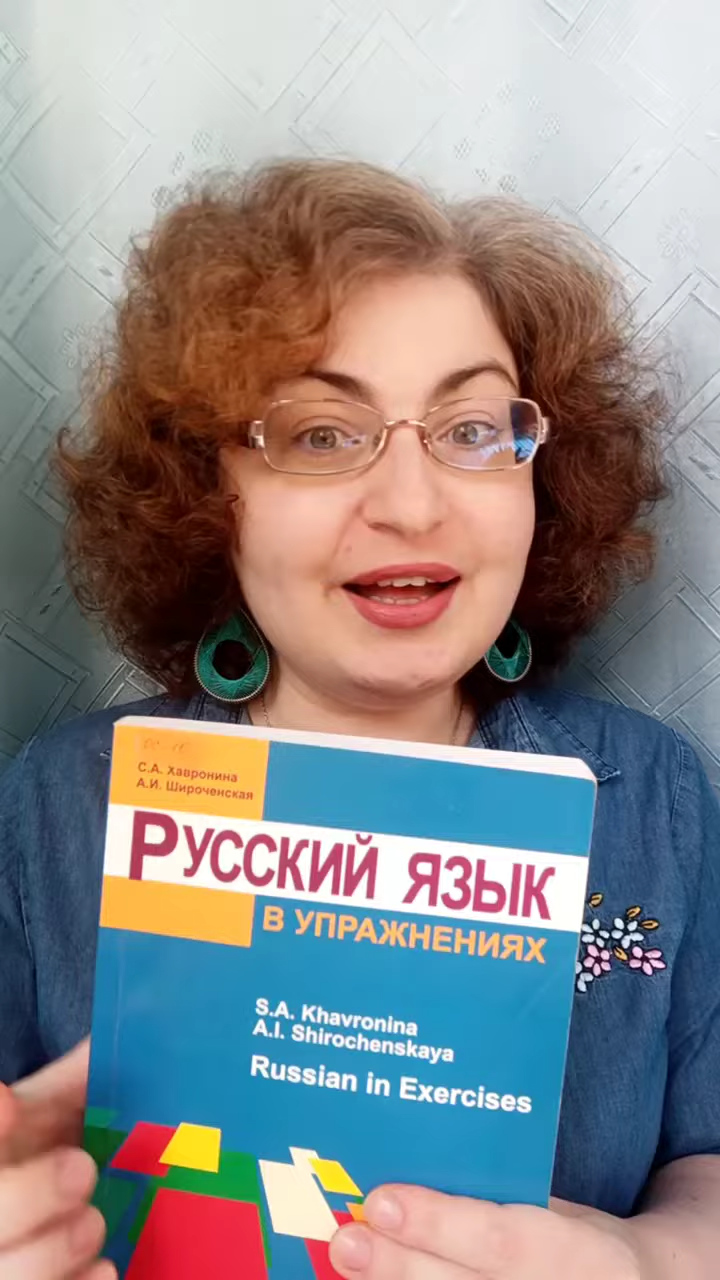 С.А. Хавронина
А.И. Широченская
Русский язык
в упражнениях
S.A. Khavronina
A.I. Shirochenskaya
Russian in Exercises